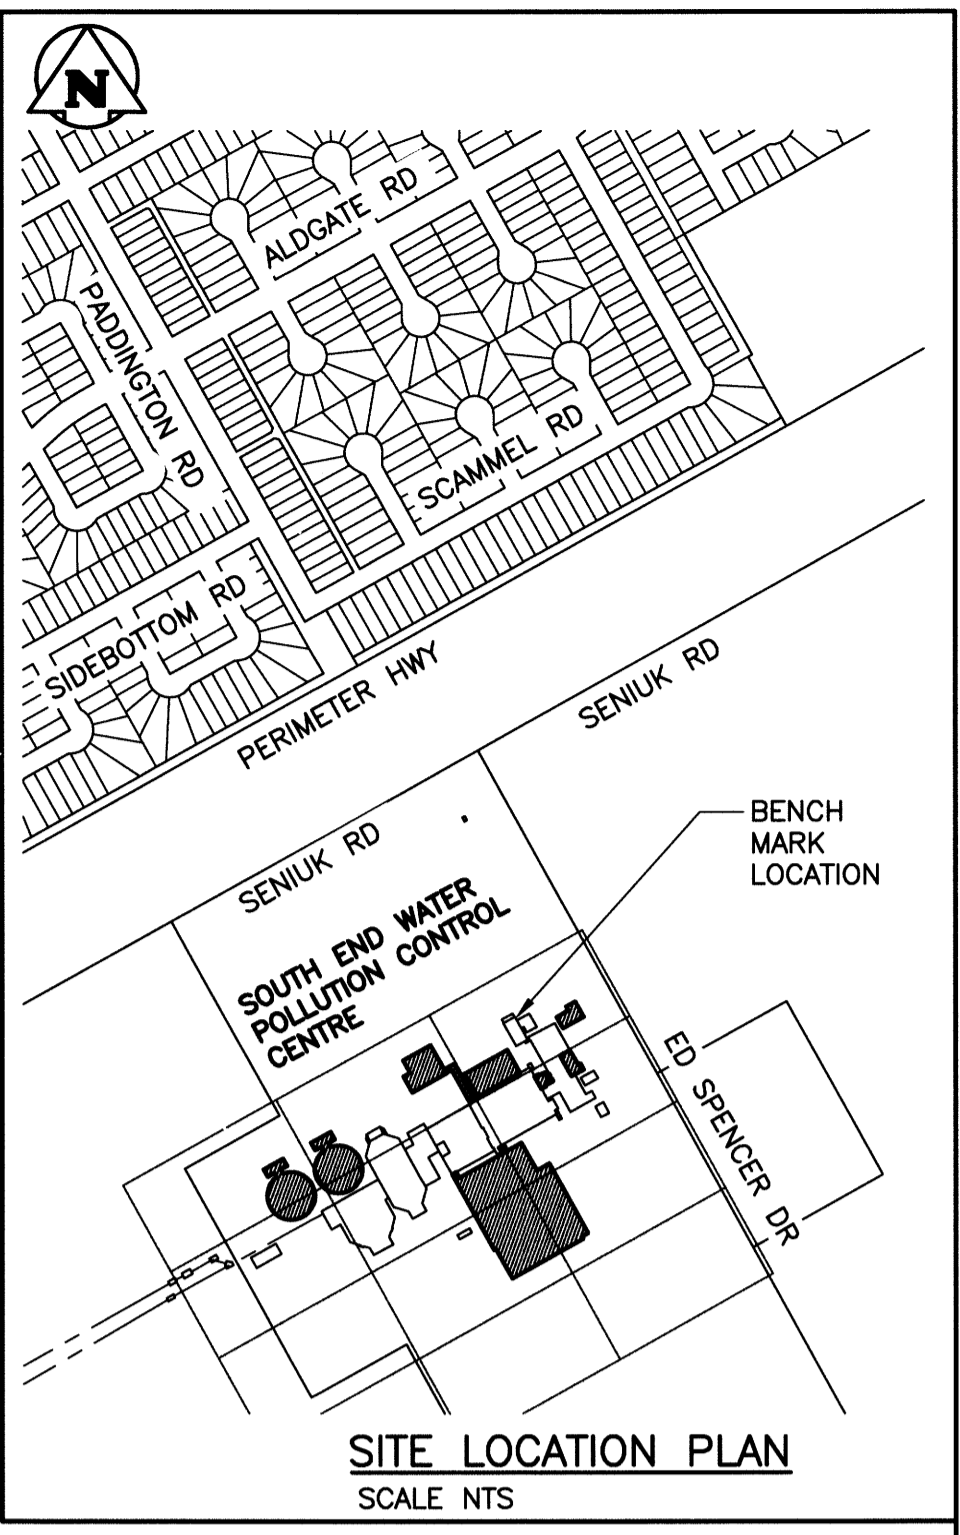 N
ALDGATE RD
PADDINGTON RD
SCAMMEL RD
SIDEBOTTOM RD
PERIMETER HWY
SENIUK RD
SENIUK RD
BENCH
MARK
LOCATION
SOUTH END WATER
POLLUTION CONTROL
CENTRE
ED SPENCER DR
SITE LOCATION PLAN
SCALE NTS